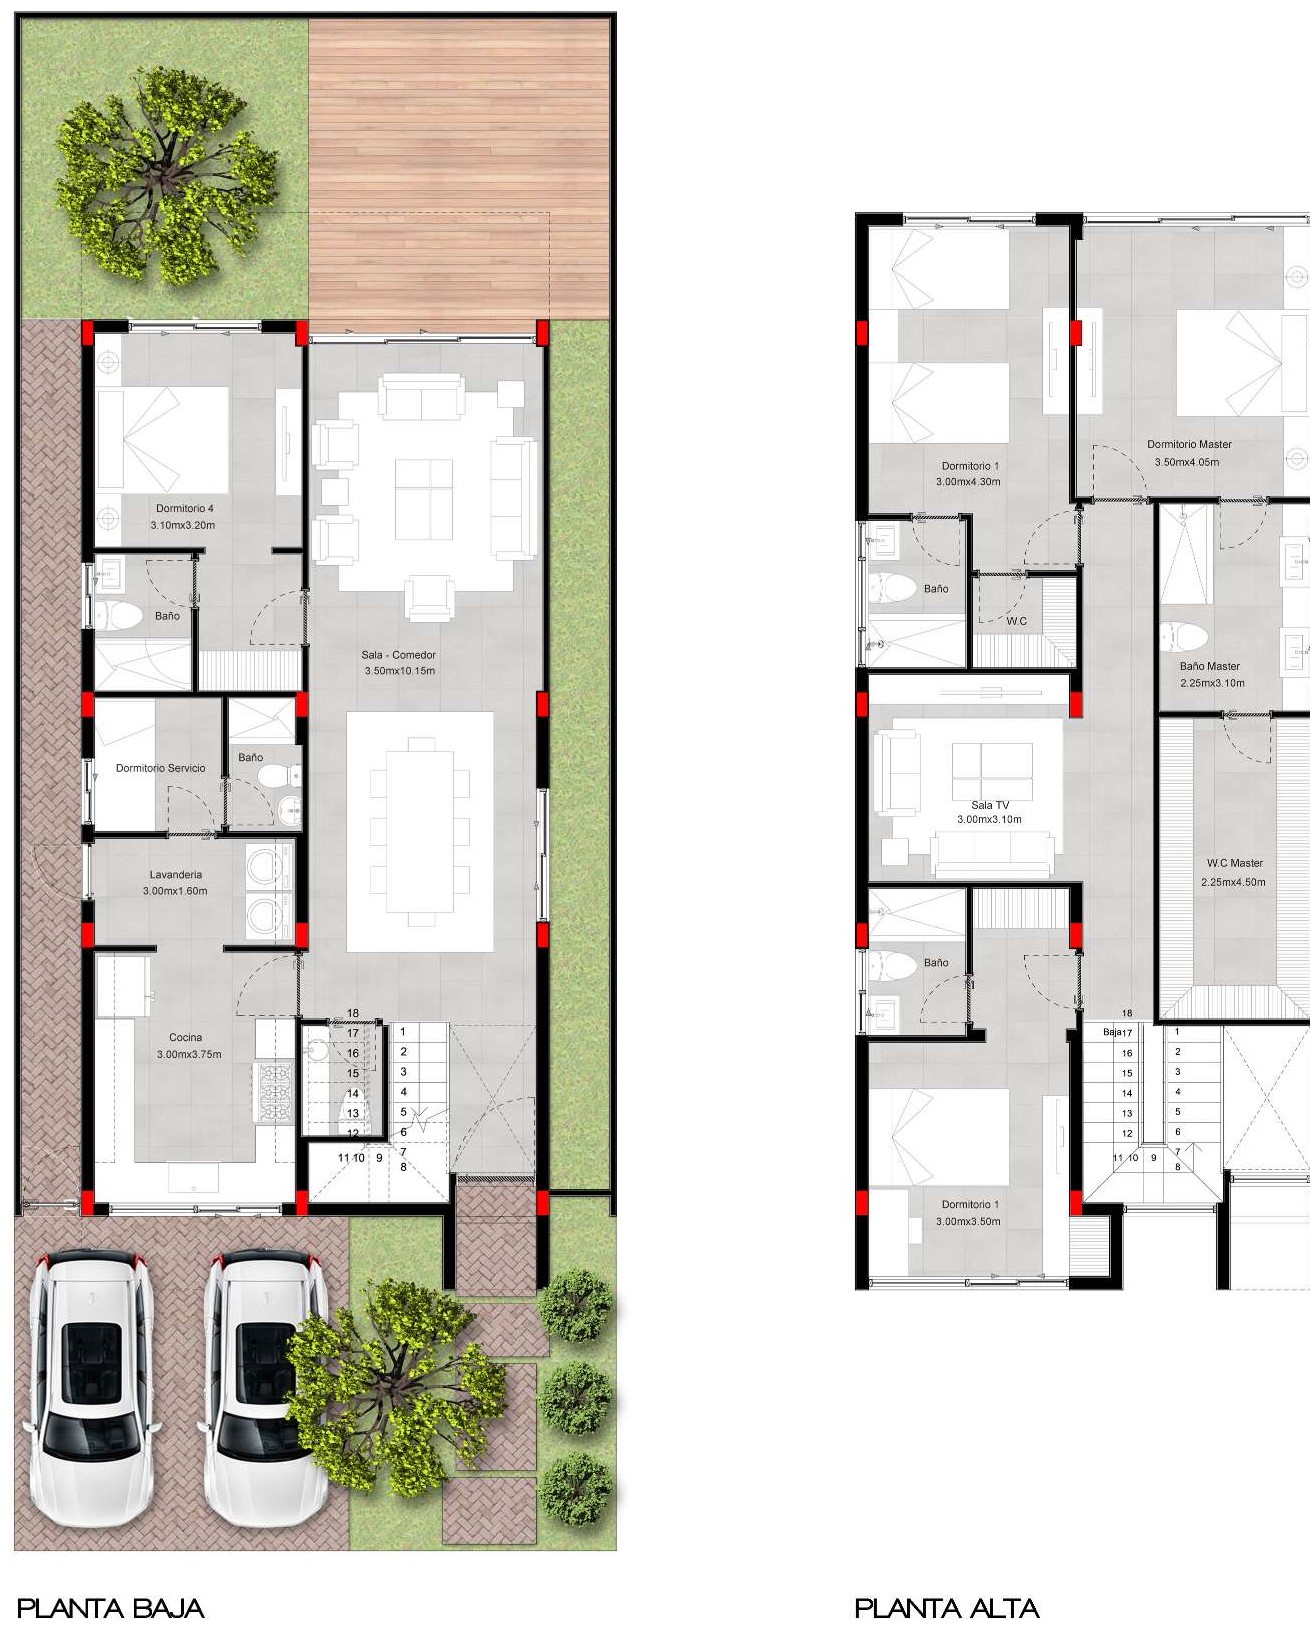 Dormitorio 4
3.10mx3.20m
Baño
Sala - Comedor
3.50mx10.15m
Dormitorio Servicio
Baño
Lavanderia
3.00mx1.60m
Cocina
3.00mx3.75m
18
17
16
15
14
13
12
11 10 9
1
2
3
4
5
6
7
8
PLANTA BAJA
Dormitorio 1
3.00mx4.30m
Dormitorio Master
3.50mx4.05m
Baño
W.C
Baño Master
2.25mx3.10m
Sala TV
3.00mx3.10m
W.C Master
2.25mx4.50m
Baño
18
Baja 17
16
15
14
13
12
11 10 9
1
2
3
4
5
6
7
8
Dormitorio 1
3.00mx3.50m
PLANTA ALTA